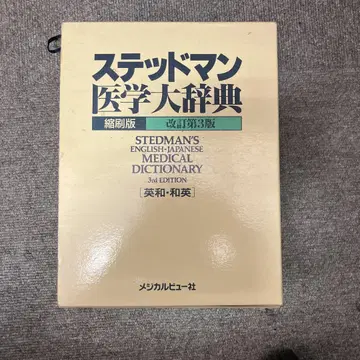 ステッドマン
医学大辞典
縮刷版 改訂第3版
STEDMAN'S
ENGLISH-JAPANESE
MEDICAL
DICTIONARY
3rd EDITION
[英和・和英]
メジカルビュー社